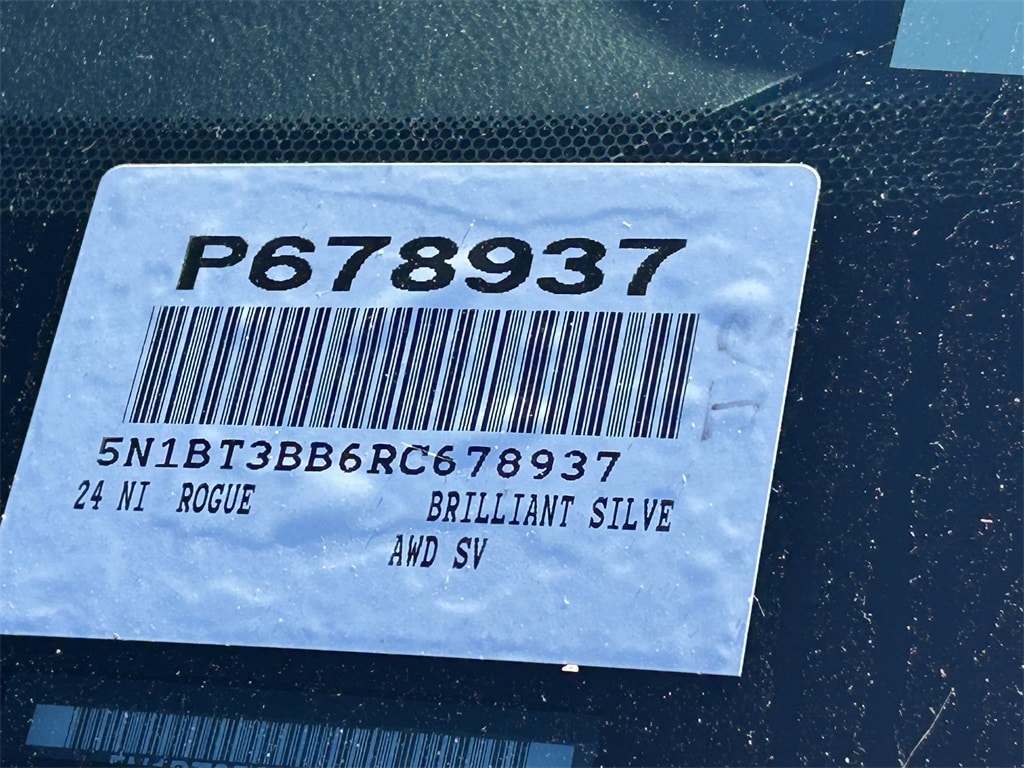 P678937
5N1BT3BB6RC678937
24 NI ROGUE BRILLIANT SILVE
AWD SV